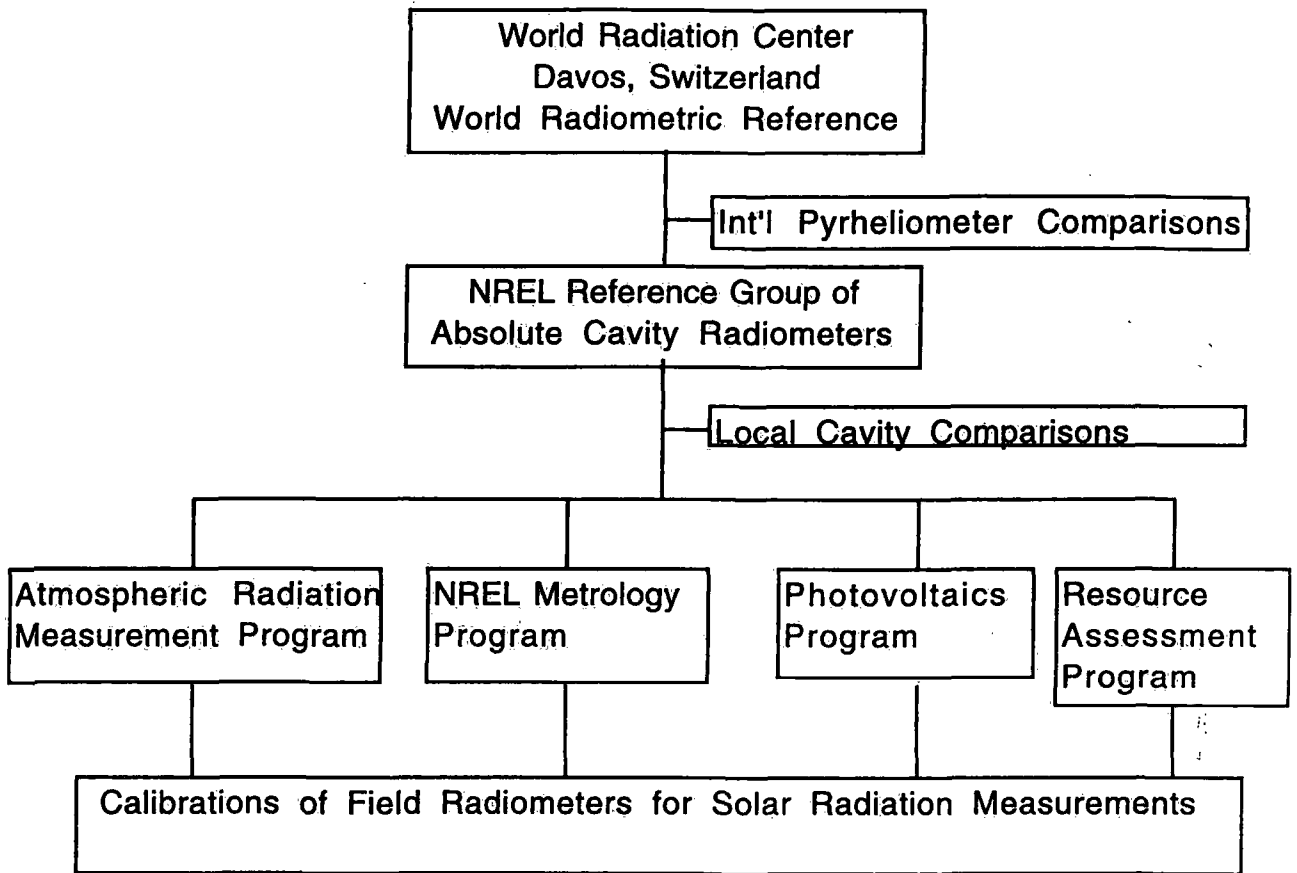 World Radiation Center
Davos, Switzerland
World Radiometric Reference
Int'l Pyrheliometer Comparisons
NREL Reference Group of
Absolute Cavity Radiometers
Local Cavity Comparisons
Atmospheric Radiation
Measurement Program
NREL Metrology
Program
Photovoltaics
Program
Resource
Assessment
Program
Calibrations of Field Radiometers for Solar Radiation Measurements